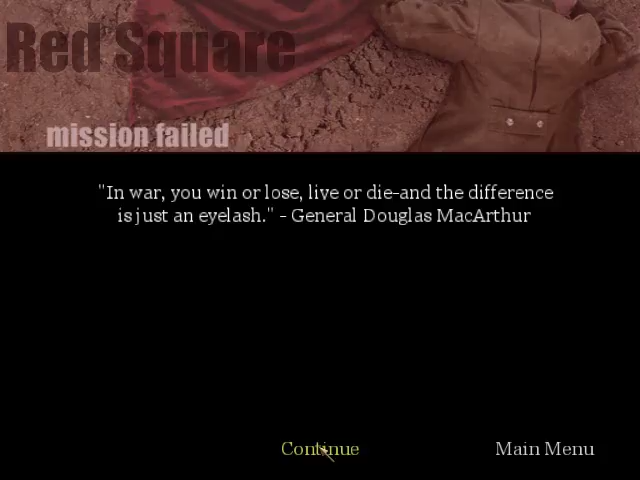 Red Square
mission failed
"In war, you win or lose, live or die-and the difference
is just an eyelash." - General Douglas MacArthur
Continue
Main Menu